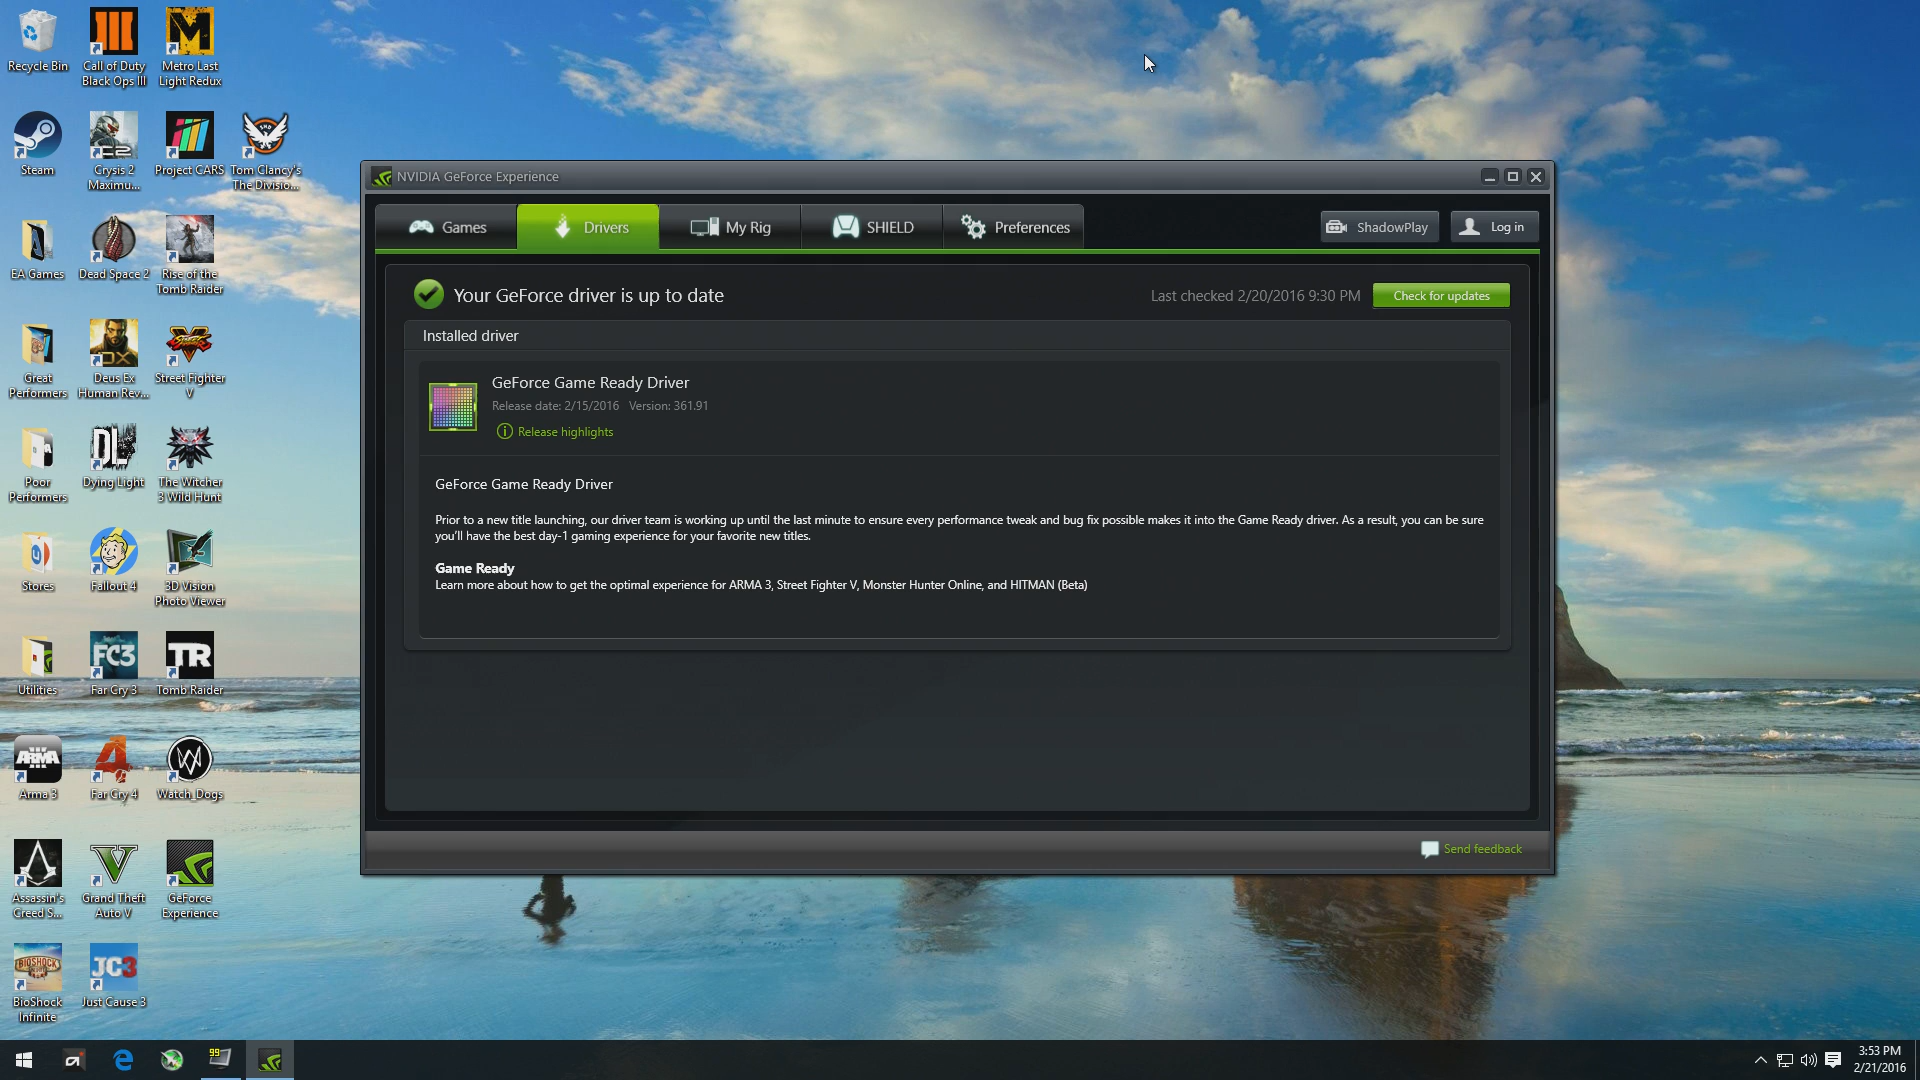 Recycle Bin
Call of Duty
Black Ops III
Metro Last
Light Redux
Steam
Crysis 2
Maximu...
Project CARS
Tom Clancy's
The Divisio...
EA Games
Dead Space 2
Rise of the
Tomb Raider
Great
Performers
Deus Ex
Human Rev...
Street Fighter
V
Poor
Performers
Dying Light
The Witcher
3 Wild Hunt
Stores
Fallout 4
3D Vision
Photo Viewer
Utilities
FC3
Far Cry 3
TR
Tomb Raider
ARMA
Arma 3
Far Cry 4
Watch_Dogs
Assassin's
Creed S...
Grand Theft
Auto V
GeForce
Experience
BIOSHOCK
BioShock
Infinite
JC3
Just Cause 3
NVIDIA GeForce Experience
Games
Drivers
My Rig
SHIELD
Preferences
ShadowPlay
Log in
Your GeForce driver is up to date
Last checked 2/20/2016 9:30 PM
Check for updates
Installed driver
GeForce Game Ready Driver
Release date: 2/15/2016 Version: 361.91
Release highlights
GeForce Game Ready Driver
Prior to a new title launching, our driver team is working up until the last minute to ensure every performance tweak and bug fix possible makes it into the Game Ready driver. As a result, you can be sure
you'll have the best day-1 gaming experience for your favorite new titles.
Game Ready
Learn more about how to get the optimal experience for ARMA 3, Street Fighter V, Monster Hunter Online, and HITMAN (Beta)
Send feedback
99
3:53 PM
2/21/2016